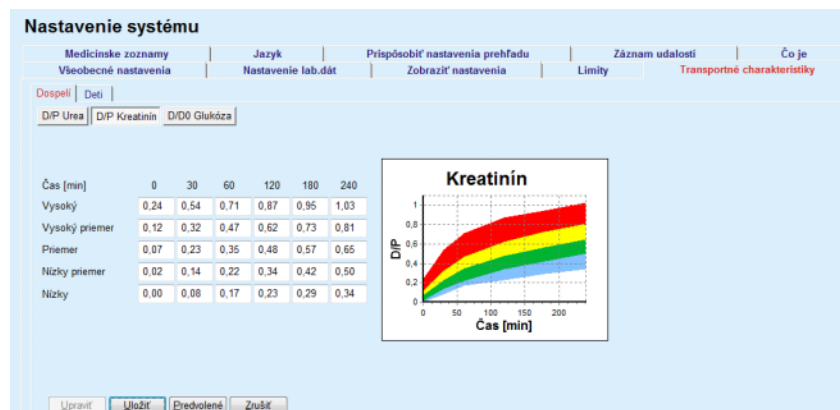 Nastavenie systému
Medicínske zoznamy | Jazyk | Prispôsobiť nastavenia prehľadu | Záznam udalostí | Čo je
Všeobecné nastavenia | Nastavenie lab.dát | Zobraziť nastavenia | Limity | Transportné charakteristiky
Dospelí | Deti |
D/P Urea D/P Kreatinín D/D0 Glukóza
Čas [min] 0 30 60 120 180 240
Vysoký 0,24 0,54 0,71 0,87 0,95 1,03
Vysoký priemer 0,12 0,32 0,47 0,62 0,73 0,81
Priemer 0,07 0,23 0,35 0,48 0,57 0,65
Nízky priemer 0,02 0,14 0,22 0,34 0,42 0,50
Nízky 0,00 0,08 0,17 0,23 0,29 0,34
Kreatinín
D/P
1
0,8
0,6
0,4
0,2
0
0 50 100 150 200
Čas [min]
Upraviť Uložiť Predvolené Zrušiť